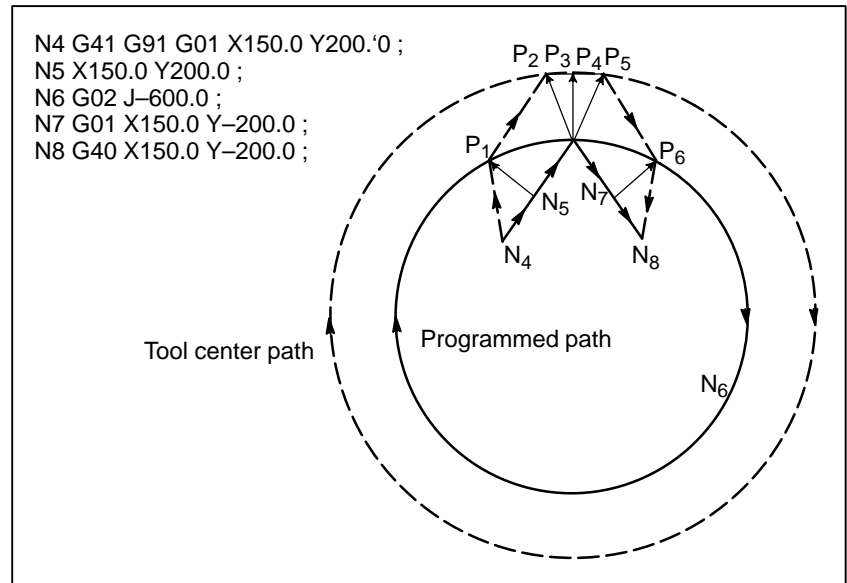 N4 G41 G91 G01 X150.0 Y200.‘0 ;
N5 X150.0 Y200.0 ;
N6 G02 J–600.0 ;
N7 G01 X150.0 Y–200.0 ;
N8 G40 X150.0 Y–200.0 ;
P2 P3 P4 P5
P1 P6
N5 N7
N4 N8
Tool center path
Programmed path
N6